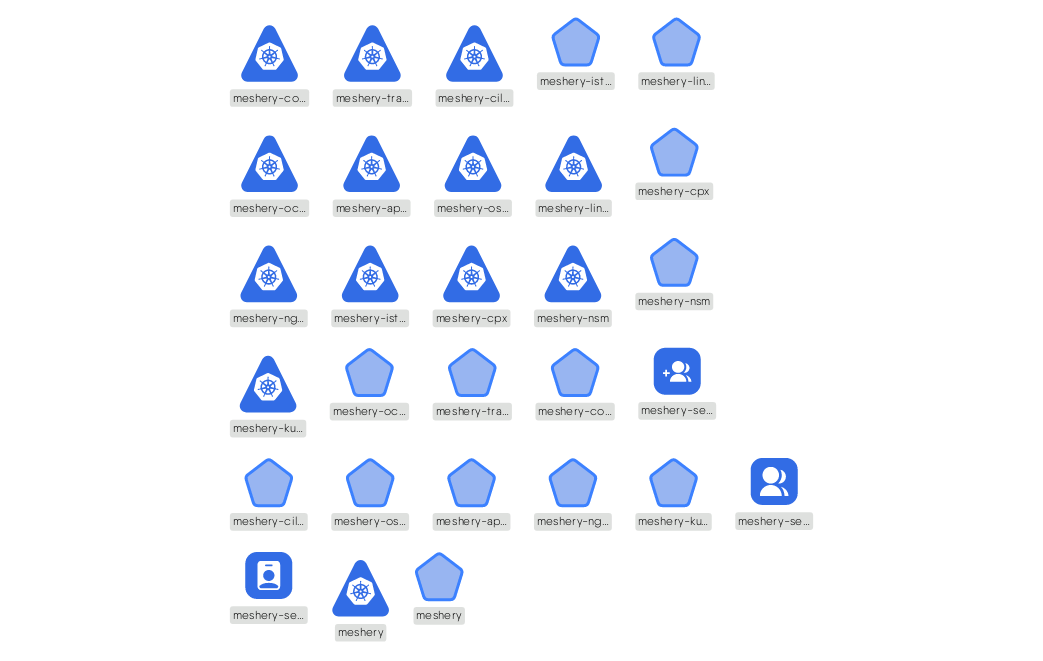 meshery-co...
meshery-tra...
meshery-cil...
meshery-ist...
meshery-lin...
meshery-oc...
meshery-ap...
meshery-os...
meshery-lin...
meshery-cpx
meshery-ng...
meshery-ist...
meshery-cpx
meshery-nsm
meshery-nsm
meshery-ku...
meshery-oc...
meshery-tra...
meshery-co...
meshery-se...
meshery-cil...
meshery-os...
meshery-ap...
meshery-ng...
meshery-ku...
meshery-se...
meshery-se...
meshery
meshery